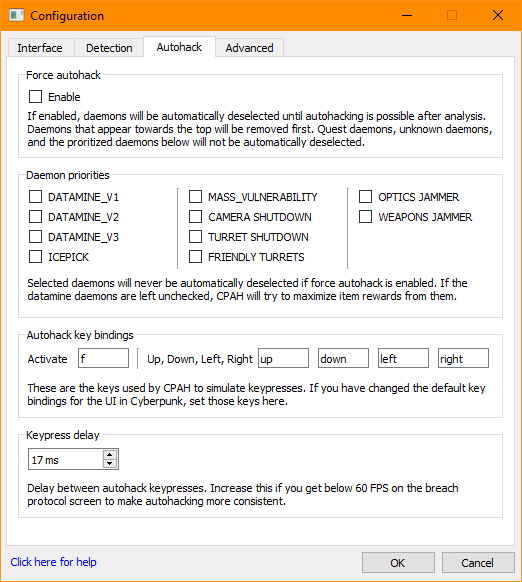 Configuration
Interface Detection Autohack Advanced
Force autohack
Enable
If enabled, daemons will be automatically deselected until autohacking is possible after analysis.
Daemons that appear towards the top will be removed first. Quest daemons, unknown daemons,
and the proritized daemons below will not be automatically deselected.
Daemon priorities
DATAMINE_V1 MASS_VULNERABILITY OPTICS JAMMER
DATAMINE_V2 CAMERA SHUTDOWN WEAPONS JAMMER
DATAMINE_V3 TURRET SHUTDOWN
ICEPICK FRIENDLY TURRETS
Selected daemons will never be automatically deselected if force autohack is enabled. If the
datamine daemons are left unchecked, CPAH will try to maximize item rewards from them.
Autohack key bindings
Activate f Up, Down, Left, Right up down left right
These are the keys used by CPAH to simulate keypresses. If you have changed the default key
bindings for the UI in Cyberpunk, set those keys here.
Keypress delay
17 ms
Delay between autohack keypresses. Increase this if you get below 60 FPS on the breach
protocol screen to make autohacking more consistent.
Click here for help OK Cancel